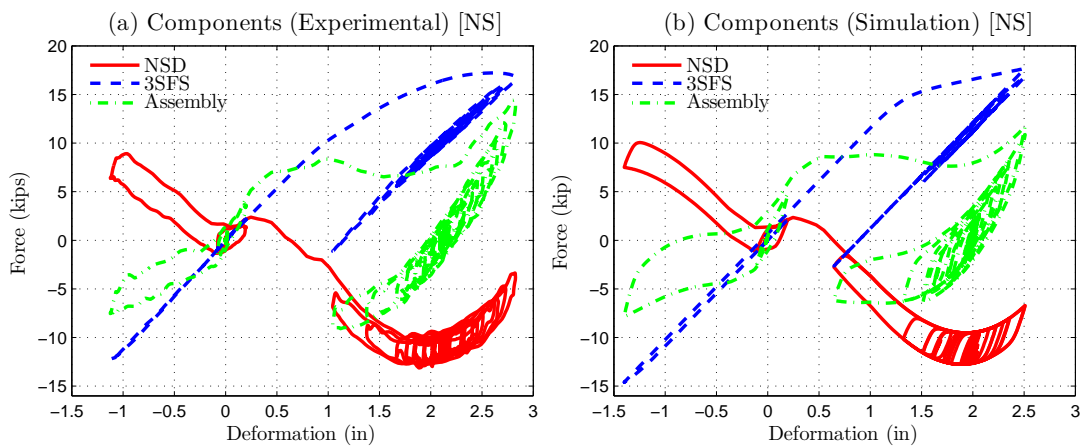 (a) Components (Experimental) [NS]
20
15
10
5
0
−5
−10
−15
−1.5 −1 −0.5 0 0.5 1 1.5 2 2.5 3
Force (kips)
Deformation (in)
NSD
3SFS
Assembly
(b) Components (Simulation) [NS]
20
15
10
5
0
−5
−10
−15
−1.5 −1 −0.5 0 0.5 1 1.5 2 2.5 3
Force (kip)
Deformation (in)
NSD
3SFS
Assembly